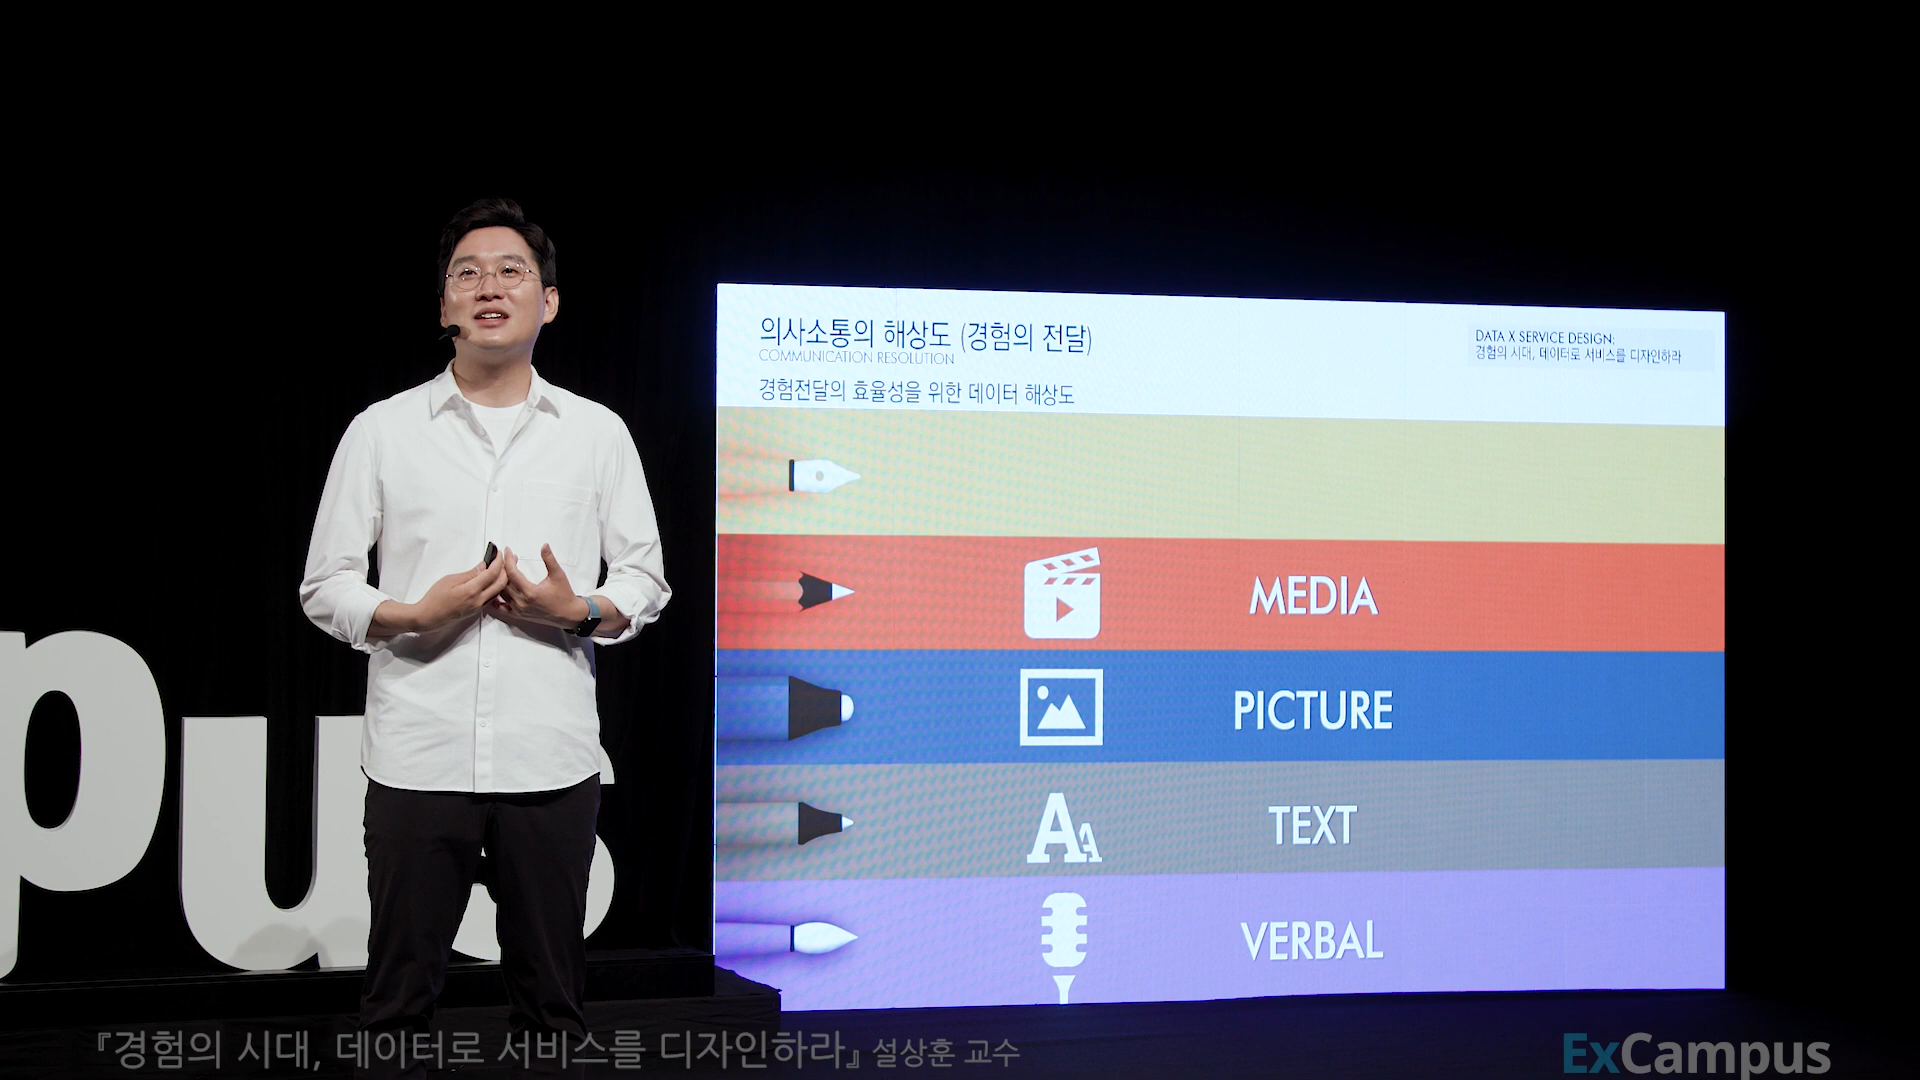 의사소통의 해상도 (경험의 전달)
COMMUNICATION RESOLUTION
경험전달의 효율성을 위한 데이터 해상도
DATA X SERVICE DESIGN:
경험의 시대, 데이터로 서비스를 디자인하라
MEDIA
PICTURE
TEXT
VERBAL
pus
『경험의 시대, 데이터로 서비스를 디자인하라』 설상훈 교수
ExCampus